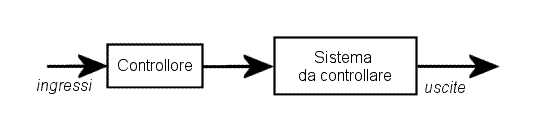 ingressi
Controllore
Sistema
da controllare
uscite